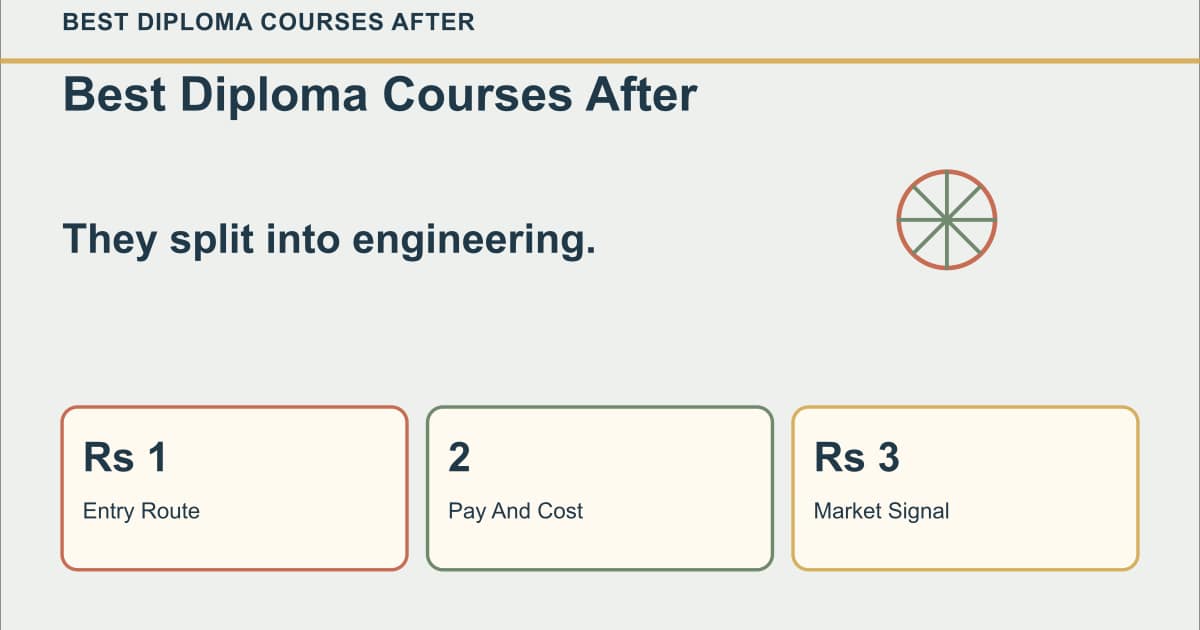 BEST DIPLOMA COURSES AFTER
Best Diploma Courses After
They split into engineering.
Rs 1
Entry Route
2
Pay And Cost
Rs 3
Market Signal